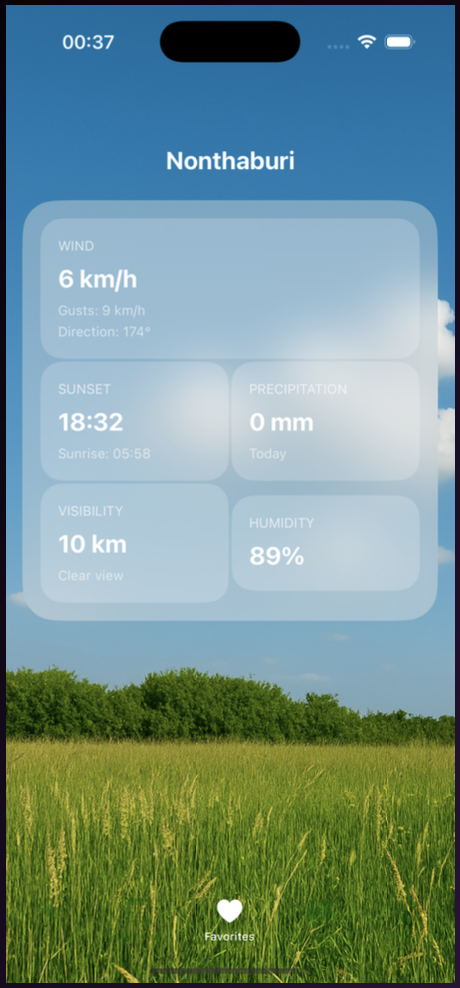 00:37
Nonthaburi
WIND
6 km/h
Gusts: 9 km/h
Direction: 174°
SUNSET
18:32
Sunrise: 05:58
PRECIPITATION
0 mm
Today
VISIBILITY
10 km
Clear view
HUMIDITY
89%
Favorites